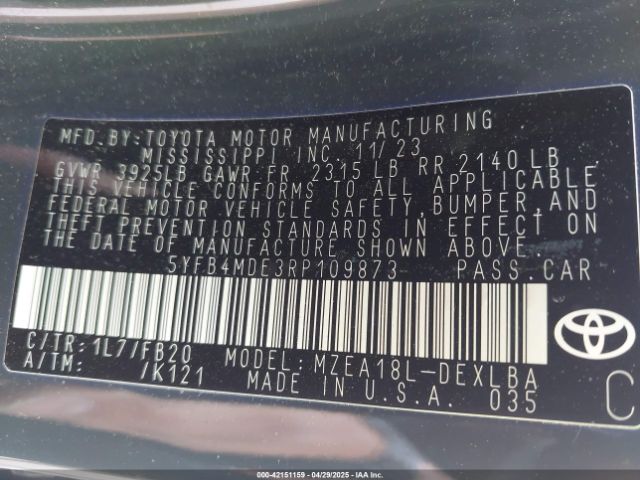 MFD.BY:TOYOTA MOTOR MANUFACTURING
MISSISSIPPI INC. 11/23
GVWR 3925LB GAWR:FR 2315 LB RR 2140 LB
THIS VEHICLE CONFORMS TO ALL APPLICABLE
FEDERAL MOTOR VEHICLE SAFETY,BUMPER,AND
THEFT PREVENTION STANDARDS IN EFFECT ON
THE DATE OF MANUFACTURE SHOWN ABOVE.
5YFB4MDE3RP109873 PASS.CAR
C/TR:1L7/FB20 MODEL:MZEA18L-DEXLBA
A/TM: /K121 MADE IN U.S.A. 035
C
000-42151159 04/29/2025 IAA Inc.